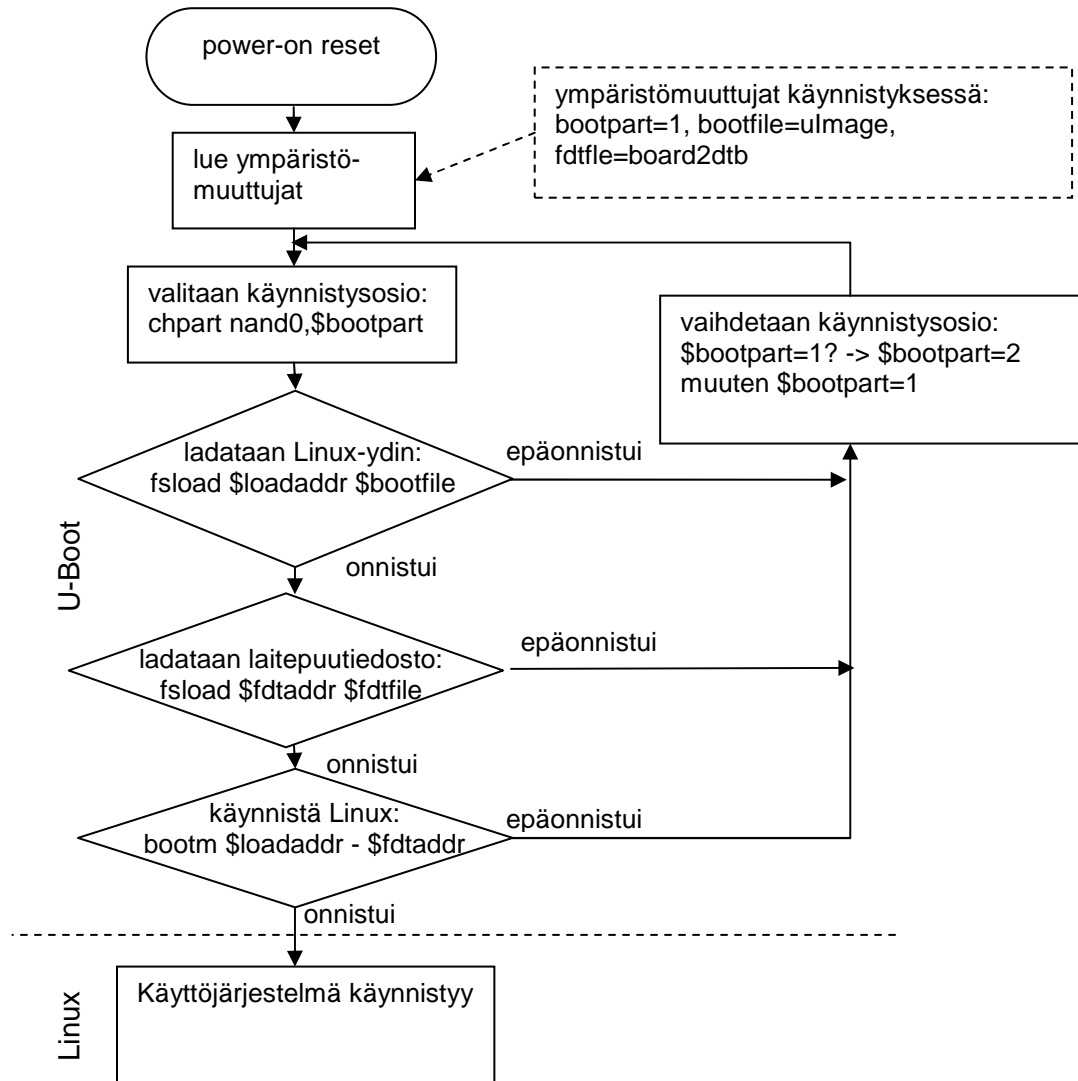 power-on reset
ympäristömuuttujat käynnistyksessä:
bootpart=1, bootfile=uImage,
fdtfle=board2dtb
lue ympäristö-
muuttujat
valitaan käynnistysosio:
chpart nand0,$bootpart
vaihdetaan käynnistysosio:
$bootpart=1? -> $bootpart=2
muuten $bootpart=1
ladataan Linux-ydin:
fsload $loadaddr $bootfile
epäonnistui
onnistui
U-Boot
ladataan laitepuutiedosto:
fsload $fdtaddr $fdtfile
epäonnistui
onnistui
käynnistä Linux:
bootm $loadaddr - $fdtaddr
epäonnistui
onnistui
Käyttöjärjestelmä käynnistyy
Linux